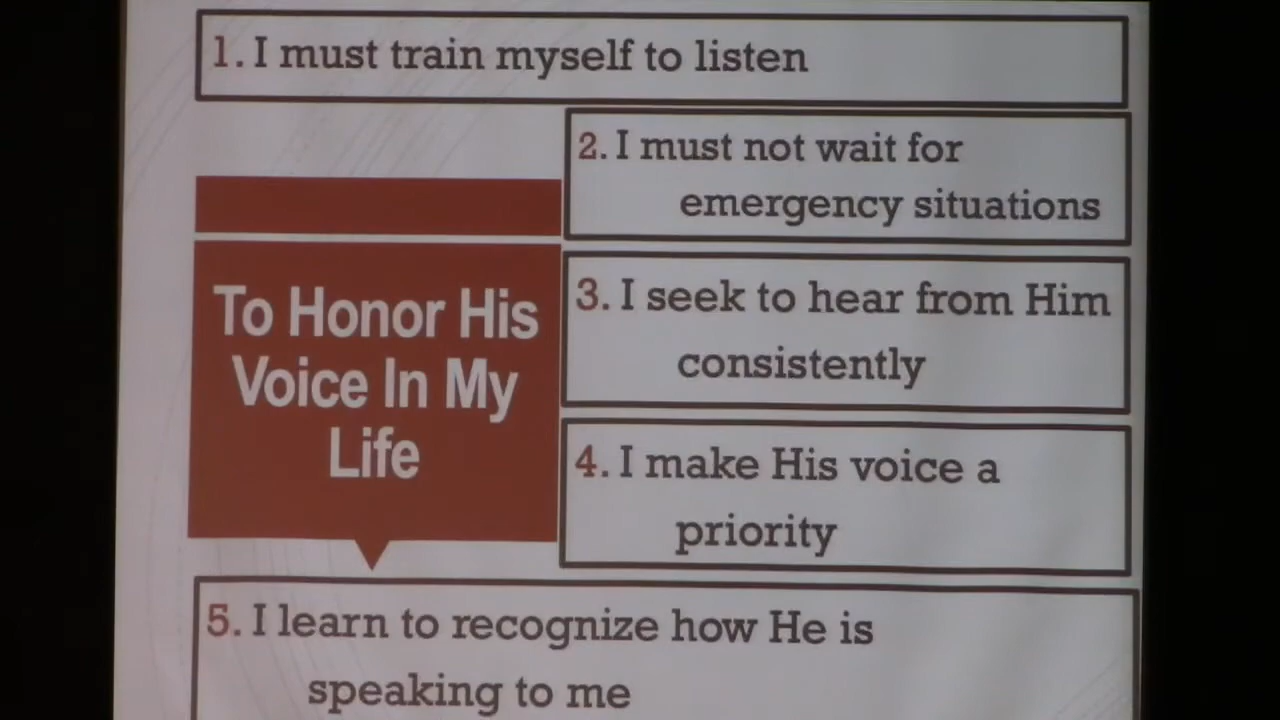 1. I must train myself to listen
2. I must not wait for
emergency situations
To Honor His
Voice In My
Life
3. I seek to hear from Him
consistently
4. I make His voice a
priority
5. I learn to recognize how He is
speaking to me